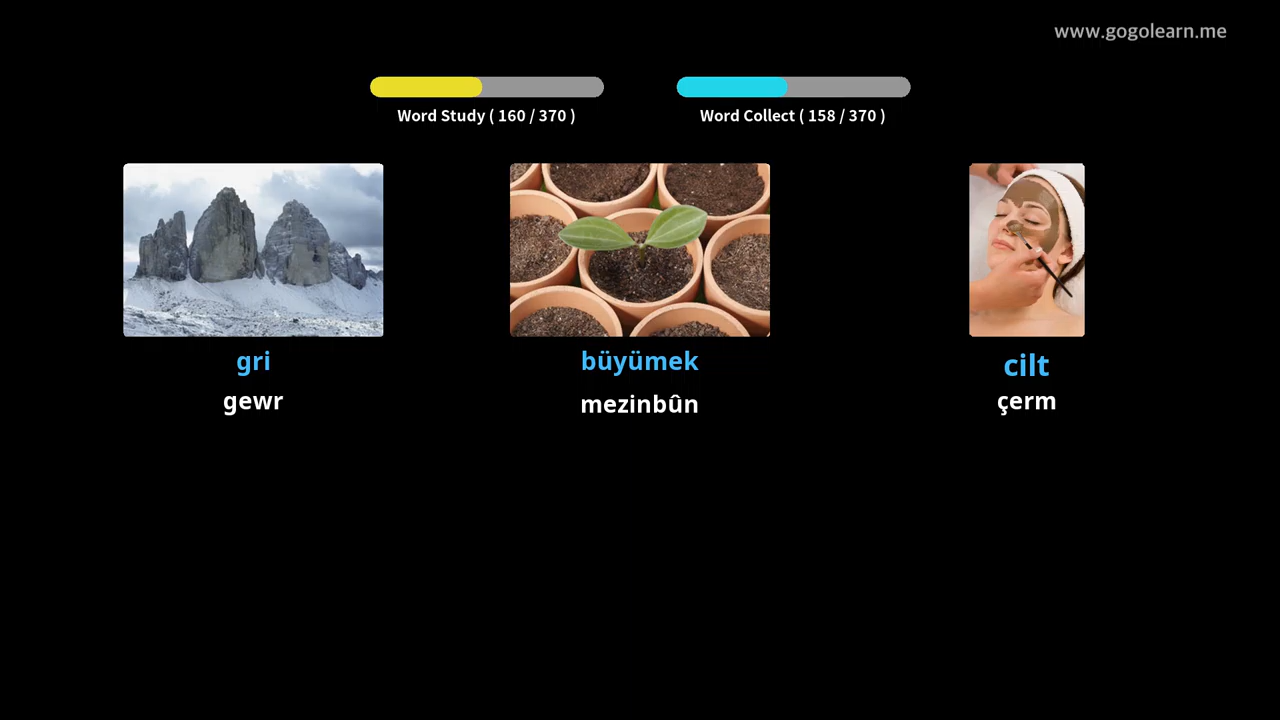 www.gogolearn.me
Word Study ( 160 / 370 )
Word Collect ( 158 / 370 )
gri
büyümek
cilt
gewr
mezinbûn
çerm